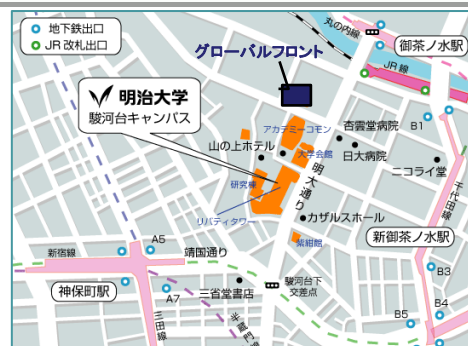 地下鉄出口
JR 改札出口
丸の内線
グローバルフロント
御茶ノ水駅
JR 線
明治大学
駿河台キャンパス
アカデミーコモン
杏雲堂病院
B1
山の上ホテル
大学会館
日大病院
ニコライ堂
研究棟
明大通り
千代田線
リバティタワー
カザルスホール
新御茶ノ水駅
紫紺館
新宿線
A5
靖国通り
B3
神保町駅
A7
三省堂書店
駿河台下
交差点
B4
三田線
半蔵門線
B5